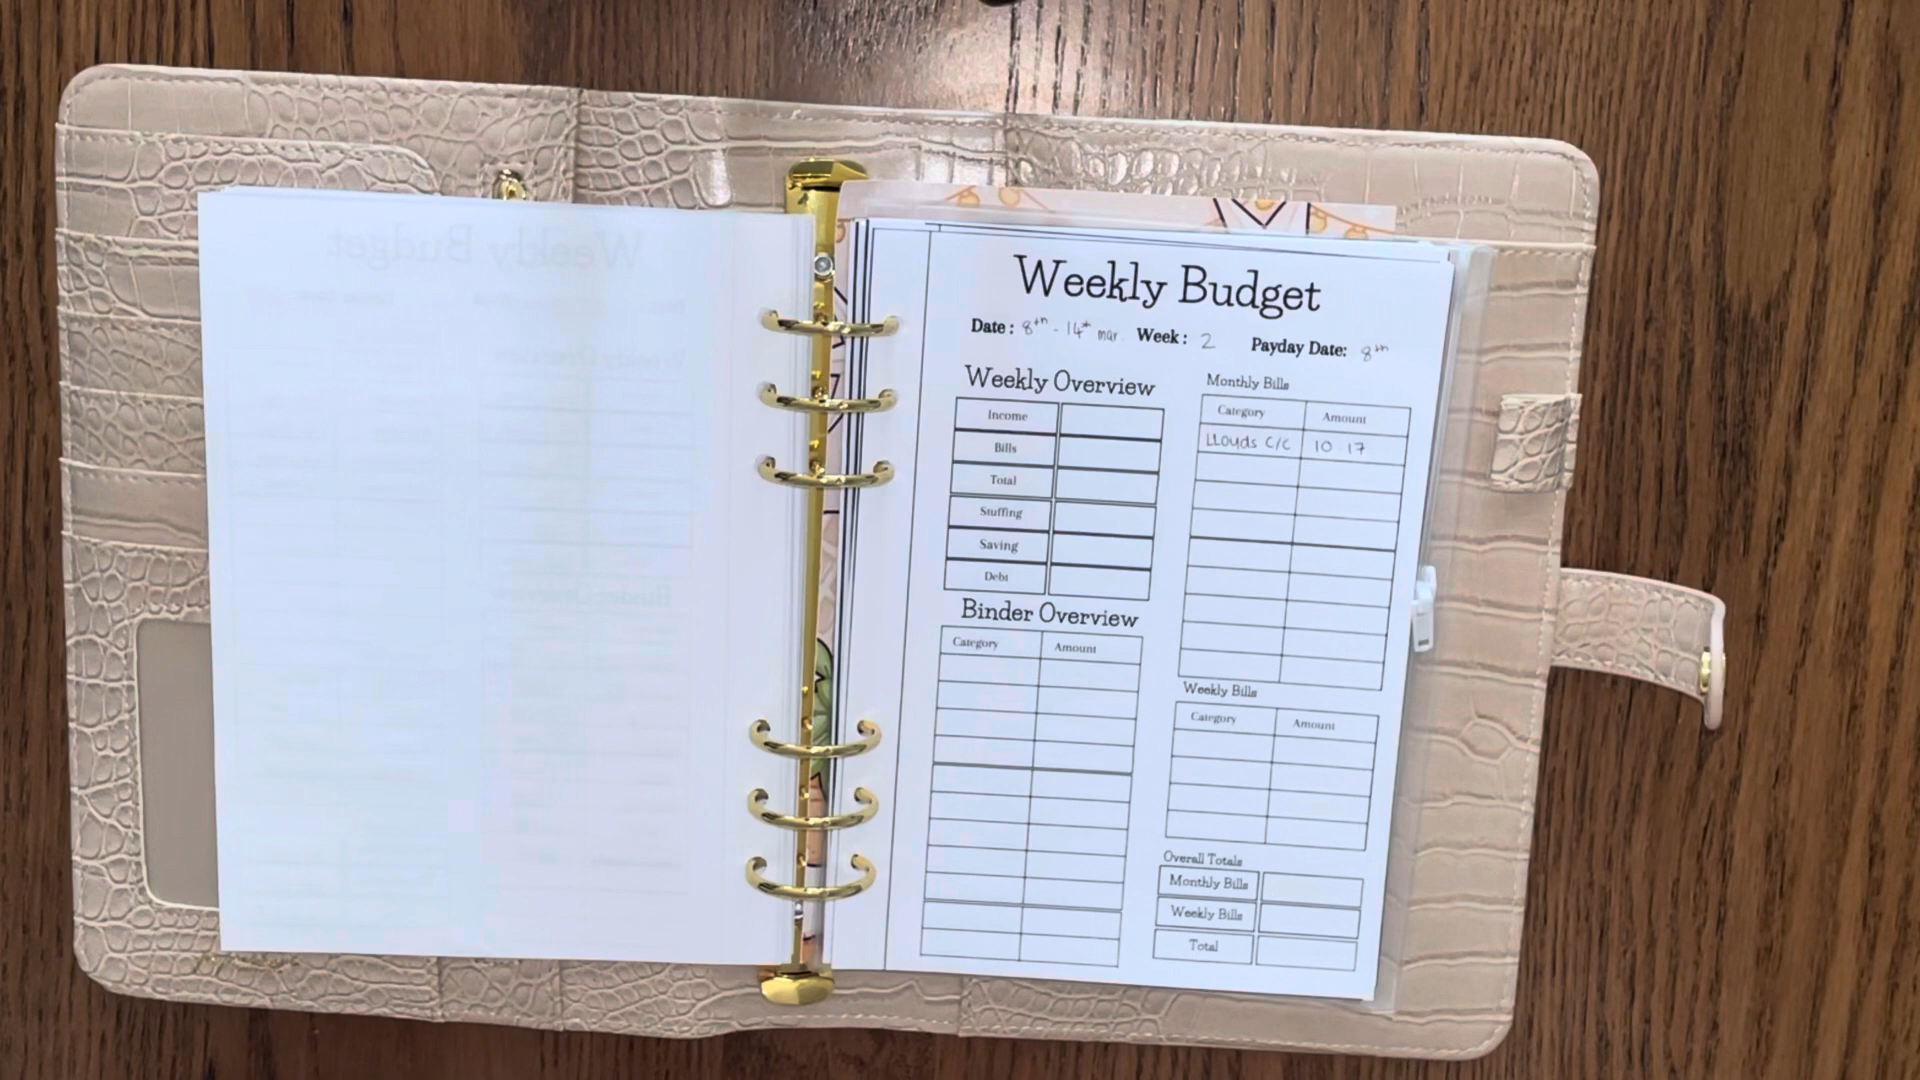 Weekly Budget
Date: 8th - 14th mar. Week: 2 Payday Date: 8th
Weekly Overview
Income
Bills
Total
Stuffing
Saving
Debt
Binder Overview
Category Amount
Monthly Bills
Category Amount
LLoyds C/C 10 17
Weekly Bills
Category Amount
Overall Totals
Monthly Bills
Weekly Bills
Total